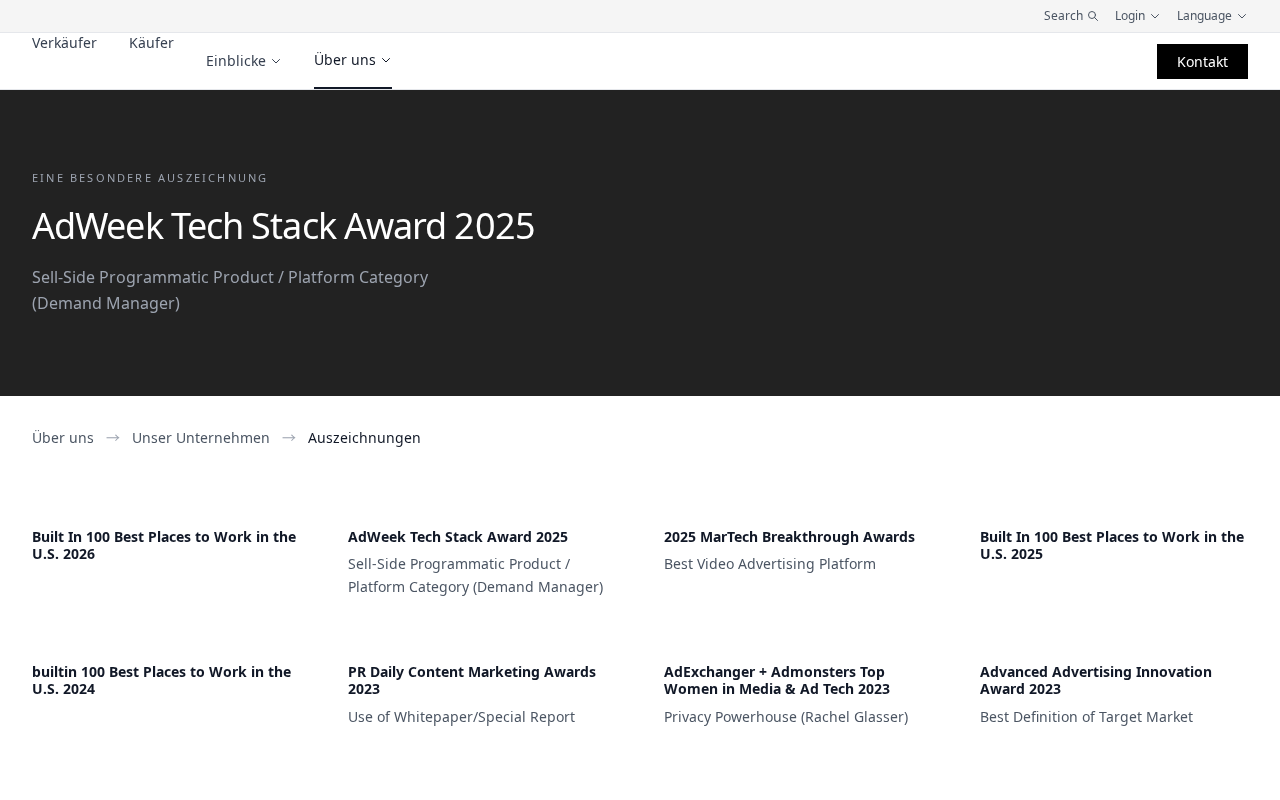 Search
Login
Language
Verkäufer
Käufer
Einblicke
Über uns
Kontakt
EINE BESONDERE AUSZEICHNUNG
AdWeek Tech Stack Award 2025
Sell-Side Programmatic Product / Platform Category
(Demand Manager)
Über uns → Unser Unternehmen → Auszeichnungen
Built In 100 Best Places to Work in the
U.S. 2026
AdWeek Tech Stack Award 2025
Sell-Side Programmatic Product /
Platform Category (Demand Manager)
2025 MarTech Breakthrough Awards
Best Video Advertising Platform
Built In 100 Best Places to Work in the
U.S. 2025
builtin 100 Best Places to Work in the
U.S. 2024
PR Daily Content Marketing Awards
2023
Use of Whitepaper/Special Report
AdExchanger + Admonsters Top
Women in Media & Ad Tech 2023
Privacy Powerhouse (Rachel Glasser)
Advanced Advertising Innovation
Award 2023
Best Definition of Target Market